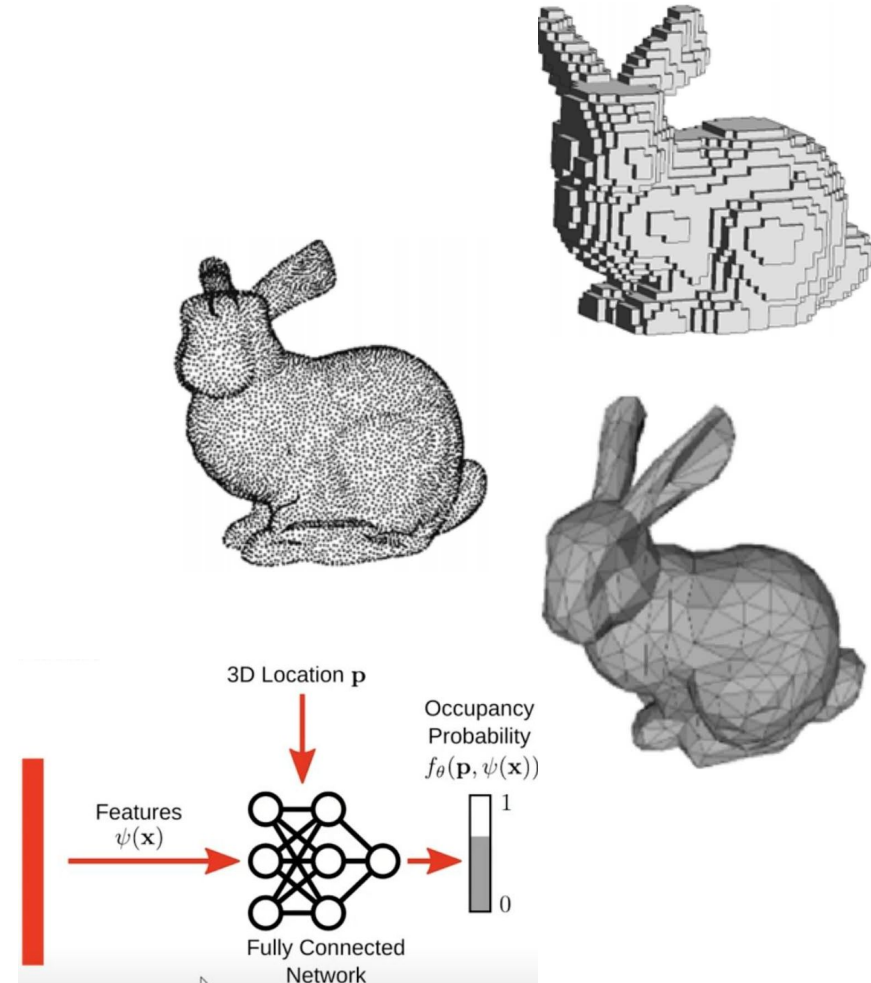 3D Location p
Occupancy
Probability
f_θ(p, ψ(x))
1
Features
ψ(x)
0
Fully Connected
Network